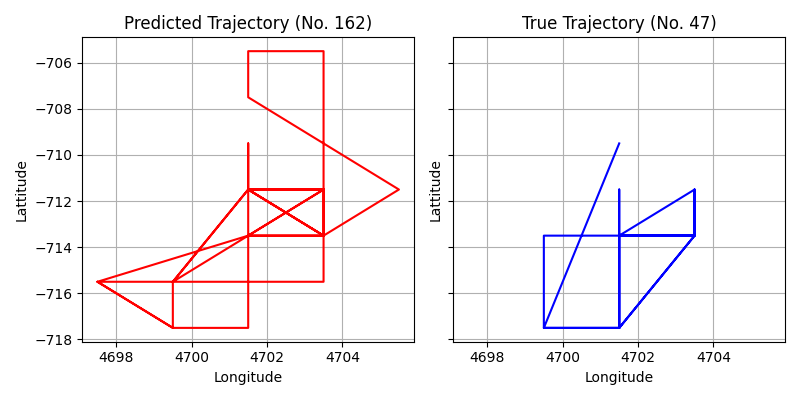 Predicted Trajectory (No. 162)
True Trajectory (No. 47)
−706
−708
−710
−712
−714
−716
−718
Lattitude
Lattitude
4698 4700 4702 4704
4698 4700 4702 4704
Longitude
Longitude